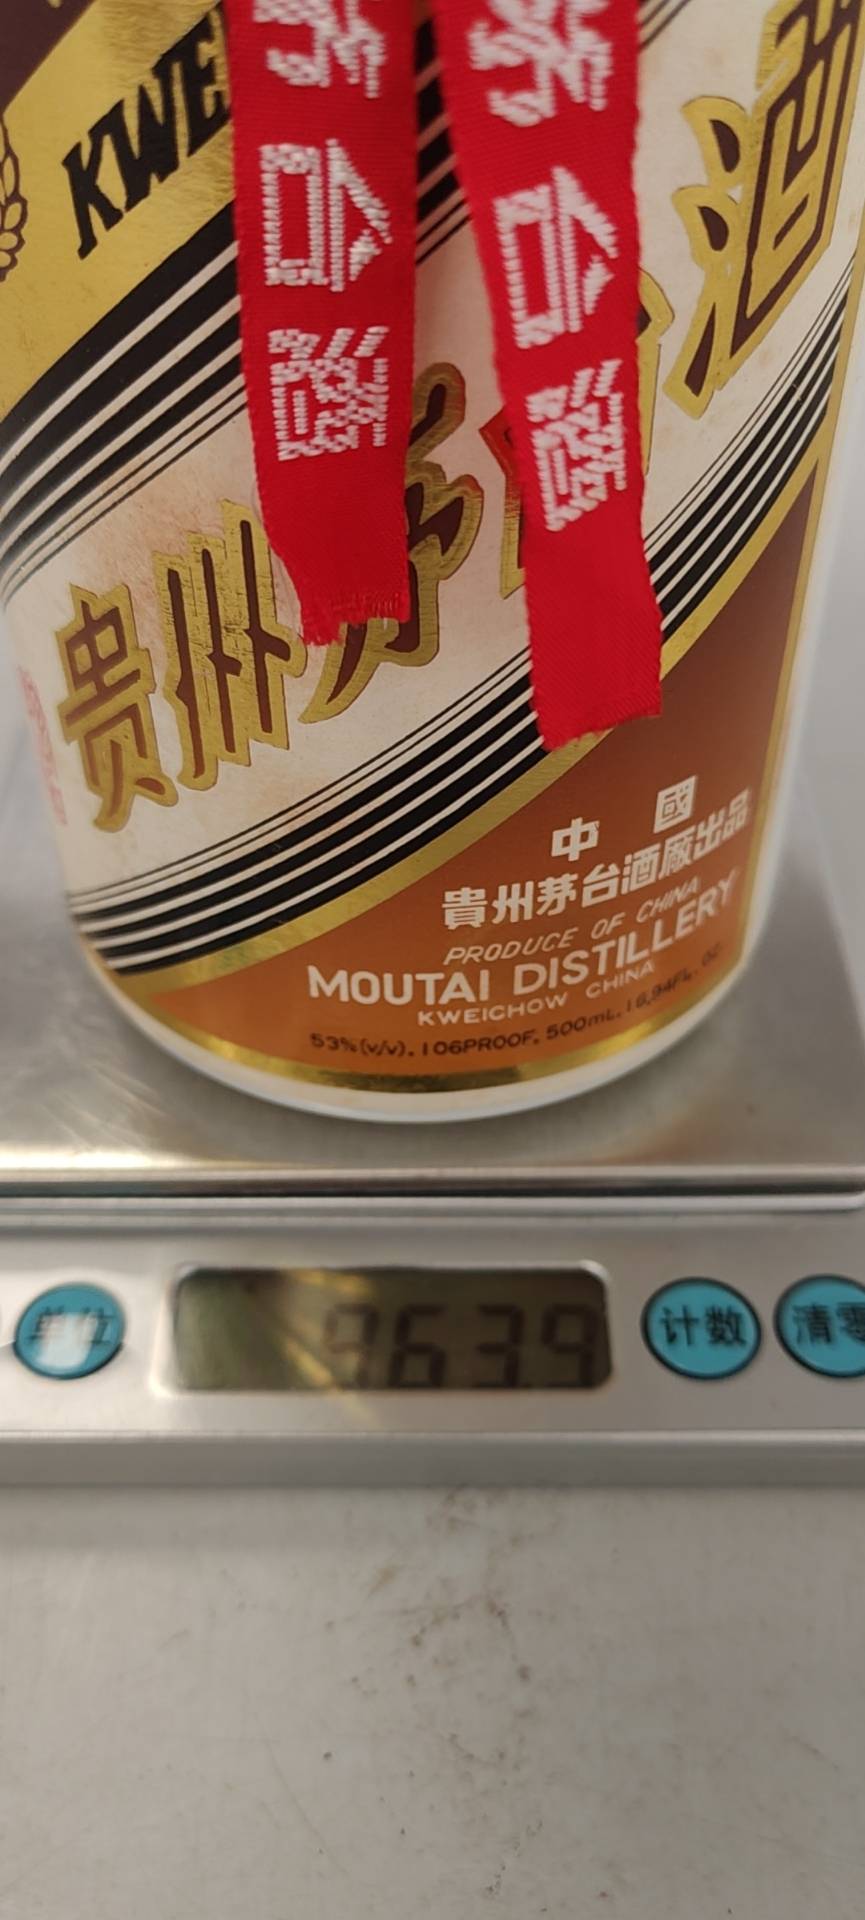 KWE
茅台酒
茅台酒
贵州茅台酒
中國
貴州茅台酒廠出品
PRODUCE OF CHINA
MOUTAI DISTILLERY
KWEICHOW CHINA
53%(v/v). 106PROOF. 500mL. 16.94FL. OZ
963.9
单位
计数
清零